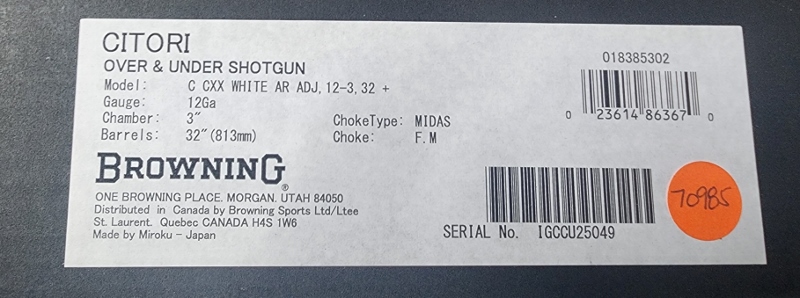 CITORI
OVER & UNDER SHOTGUN
Model: C CXX WHITE AR ADJ, 12-3, 32 +
Gauge: 12Ga
Chamber: 3" ChokeType: MIDAS
Barrels: 32"(813mm) Choke: F.M
018385302
0 23614 86367 0
BROWNING®
ONE BROWNING PLACE. MORGAN. UTAH 84050
Distributed in Canada by Browning Sports Ltd/Ltee
St. Laurent. Quebec CANADA H4S 1W6
Made by Miroku - Japan
SERIAL No. IGCCU25049
70985